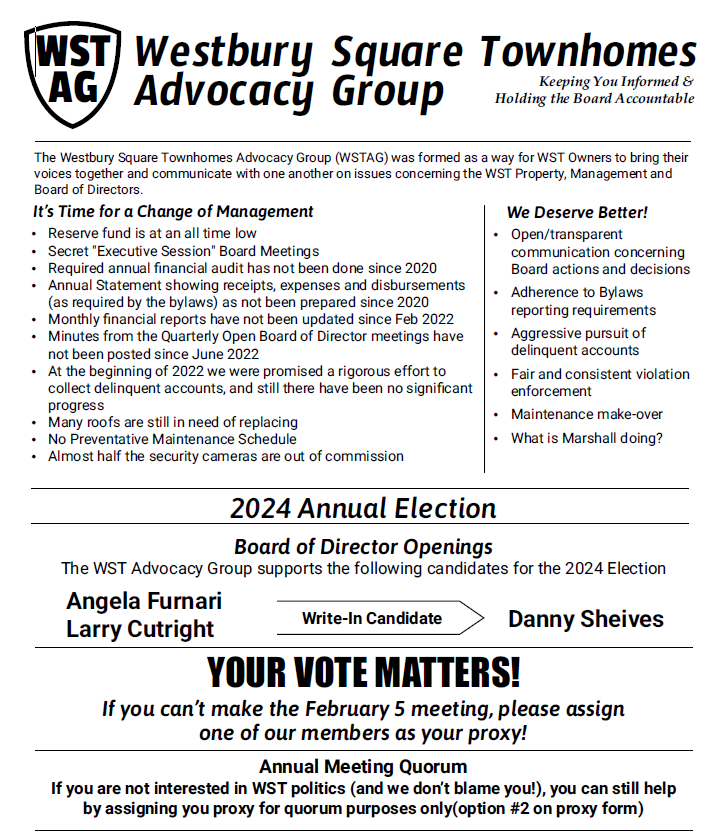 WST
AG
Westbury Square Townhomes
Advocacy Group
Keeping You Informed &
Holding the Board Accountable
The Westbury Square Townhomes Advocacy Group (WSTAG) was formed as a way for WST Owners to bring their
voices together and communicate with one another on issues concerning the WST Property, Management and
Board of Directors.
It's Time for a Change of Management
• Reserve fund is at an all time low
• Secret "Executive Session" Board Meetings
• Required annual financial audit has not been done since 2020
• Annual Statement showing receipts, expenses and disbursements
(as required by the bylaws) as not been prepared since 2020
• Monthly financial reports have not been updated since Feb 2022
• Minutes from the Quarterly Open Board of Director meetings have
not been posted since June 2022
• At the beginning of 2022 we were promised a rigorous effort to
collect delinquent accounts, and still there have been no significant
progress
• Many roofs are still in need of replacing
• No Preventative Maintenance Schedule
• Almost half the security cameras are out of commission
We Deserve Better!
• Open/transparent
communication concerning
Board actions and decisions
• Adherence to Bylaws
reporting requirements
• Aggressive pursuit of
delinquent accounts
• Fair and consistent violation
enforcement
• Maintenance make-over
• What is Marshall doing?
2024 Annual Election
Board of Director Openings
The WST Advocacy Group supports the following candidates for the 2024 Election
Angela Furnari
Larry Cutright
Write-In Candidate
Danny Sheives
YOUR VOTE MATTERS!
If you can't make the February 5 meeting, please assign
one of our members as your proxy!
Annual Meeting Quorum
If you are not interested in WST politics (and we don't blame you!), you can still help
by assigning you proxy for quorum purposes only(option #2 on proxy form)